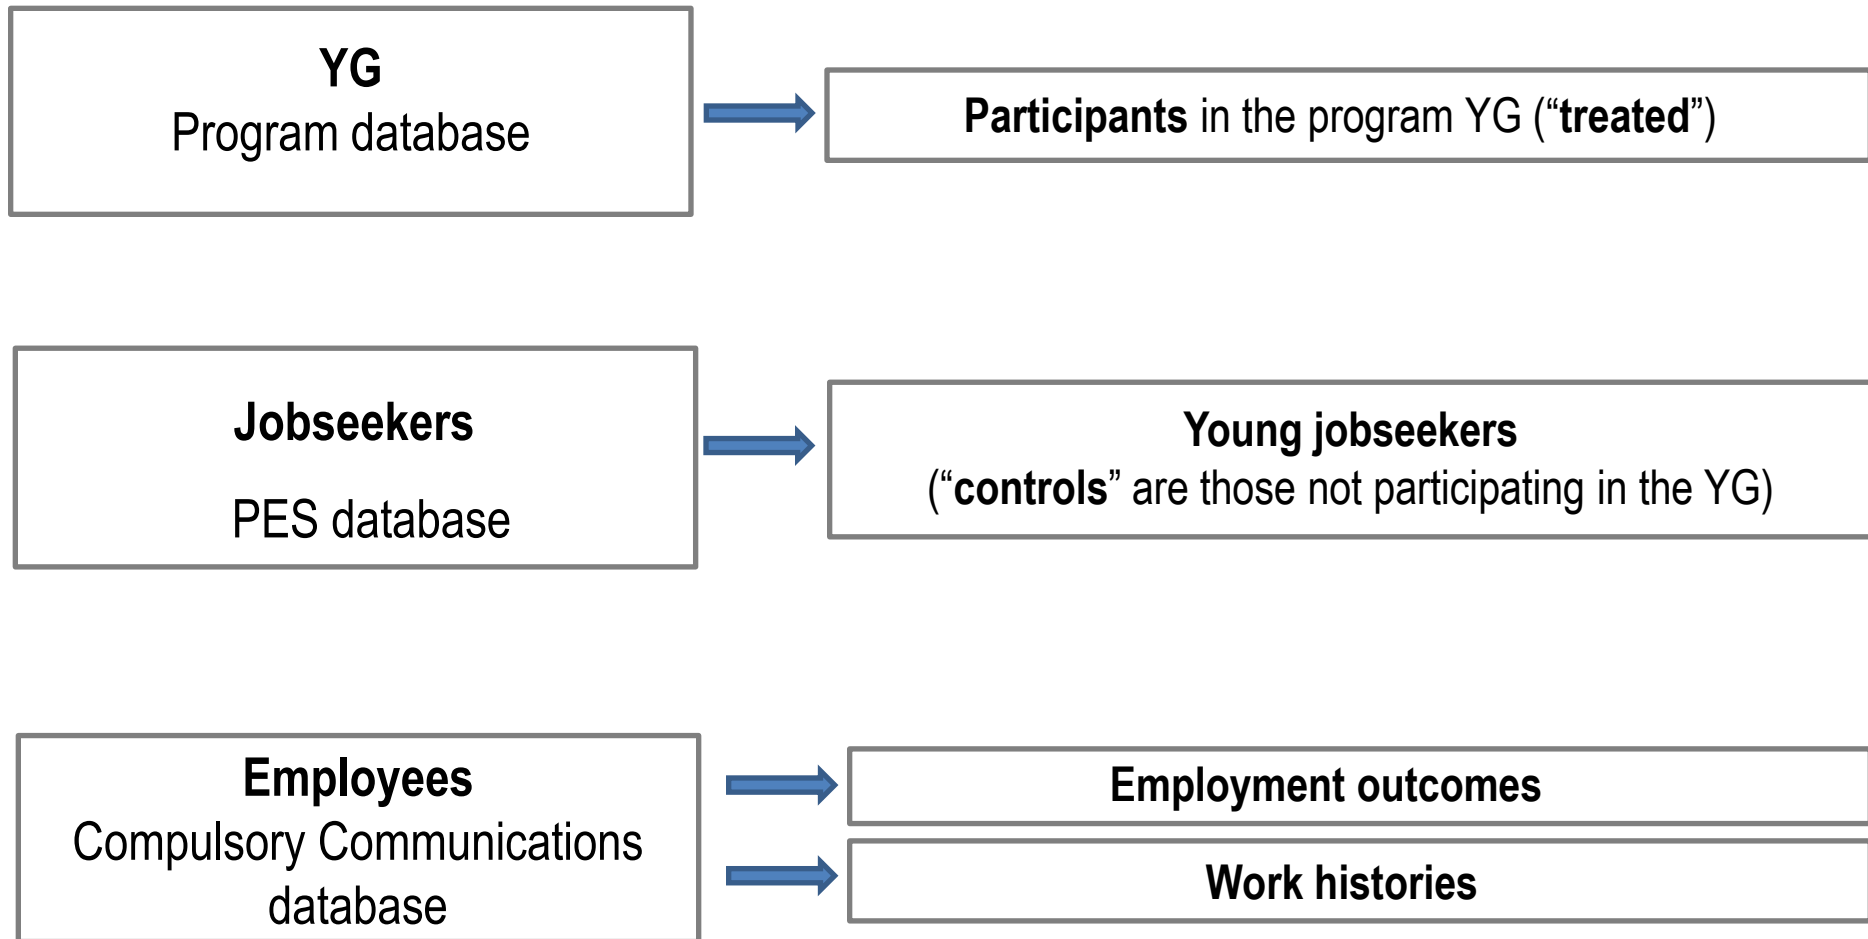 YG
Program database
Participants in the program YG (“treated”)
Jobseekers
PES database
Young jobseekers
(“controls” are those not participating in the YG)
Employees
Compulsory Communications
database
Employment outcomes
Work histories